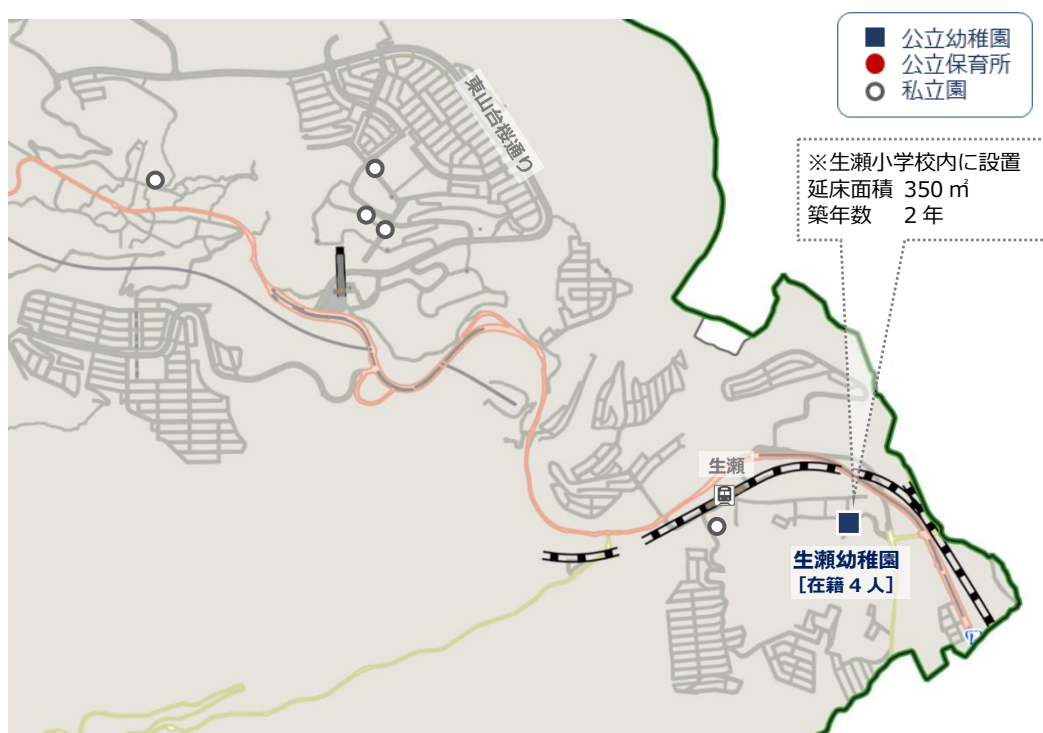 公立幼稚園
公立保育所
私立園
東山台桜通り
※生瀬小学校内に設置
延床面積 350 ㎡
築年数 2 年
生瀬
生瀬幼稚園
［在籍 4 人］